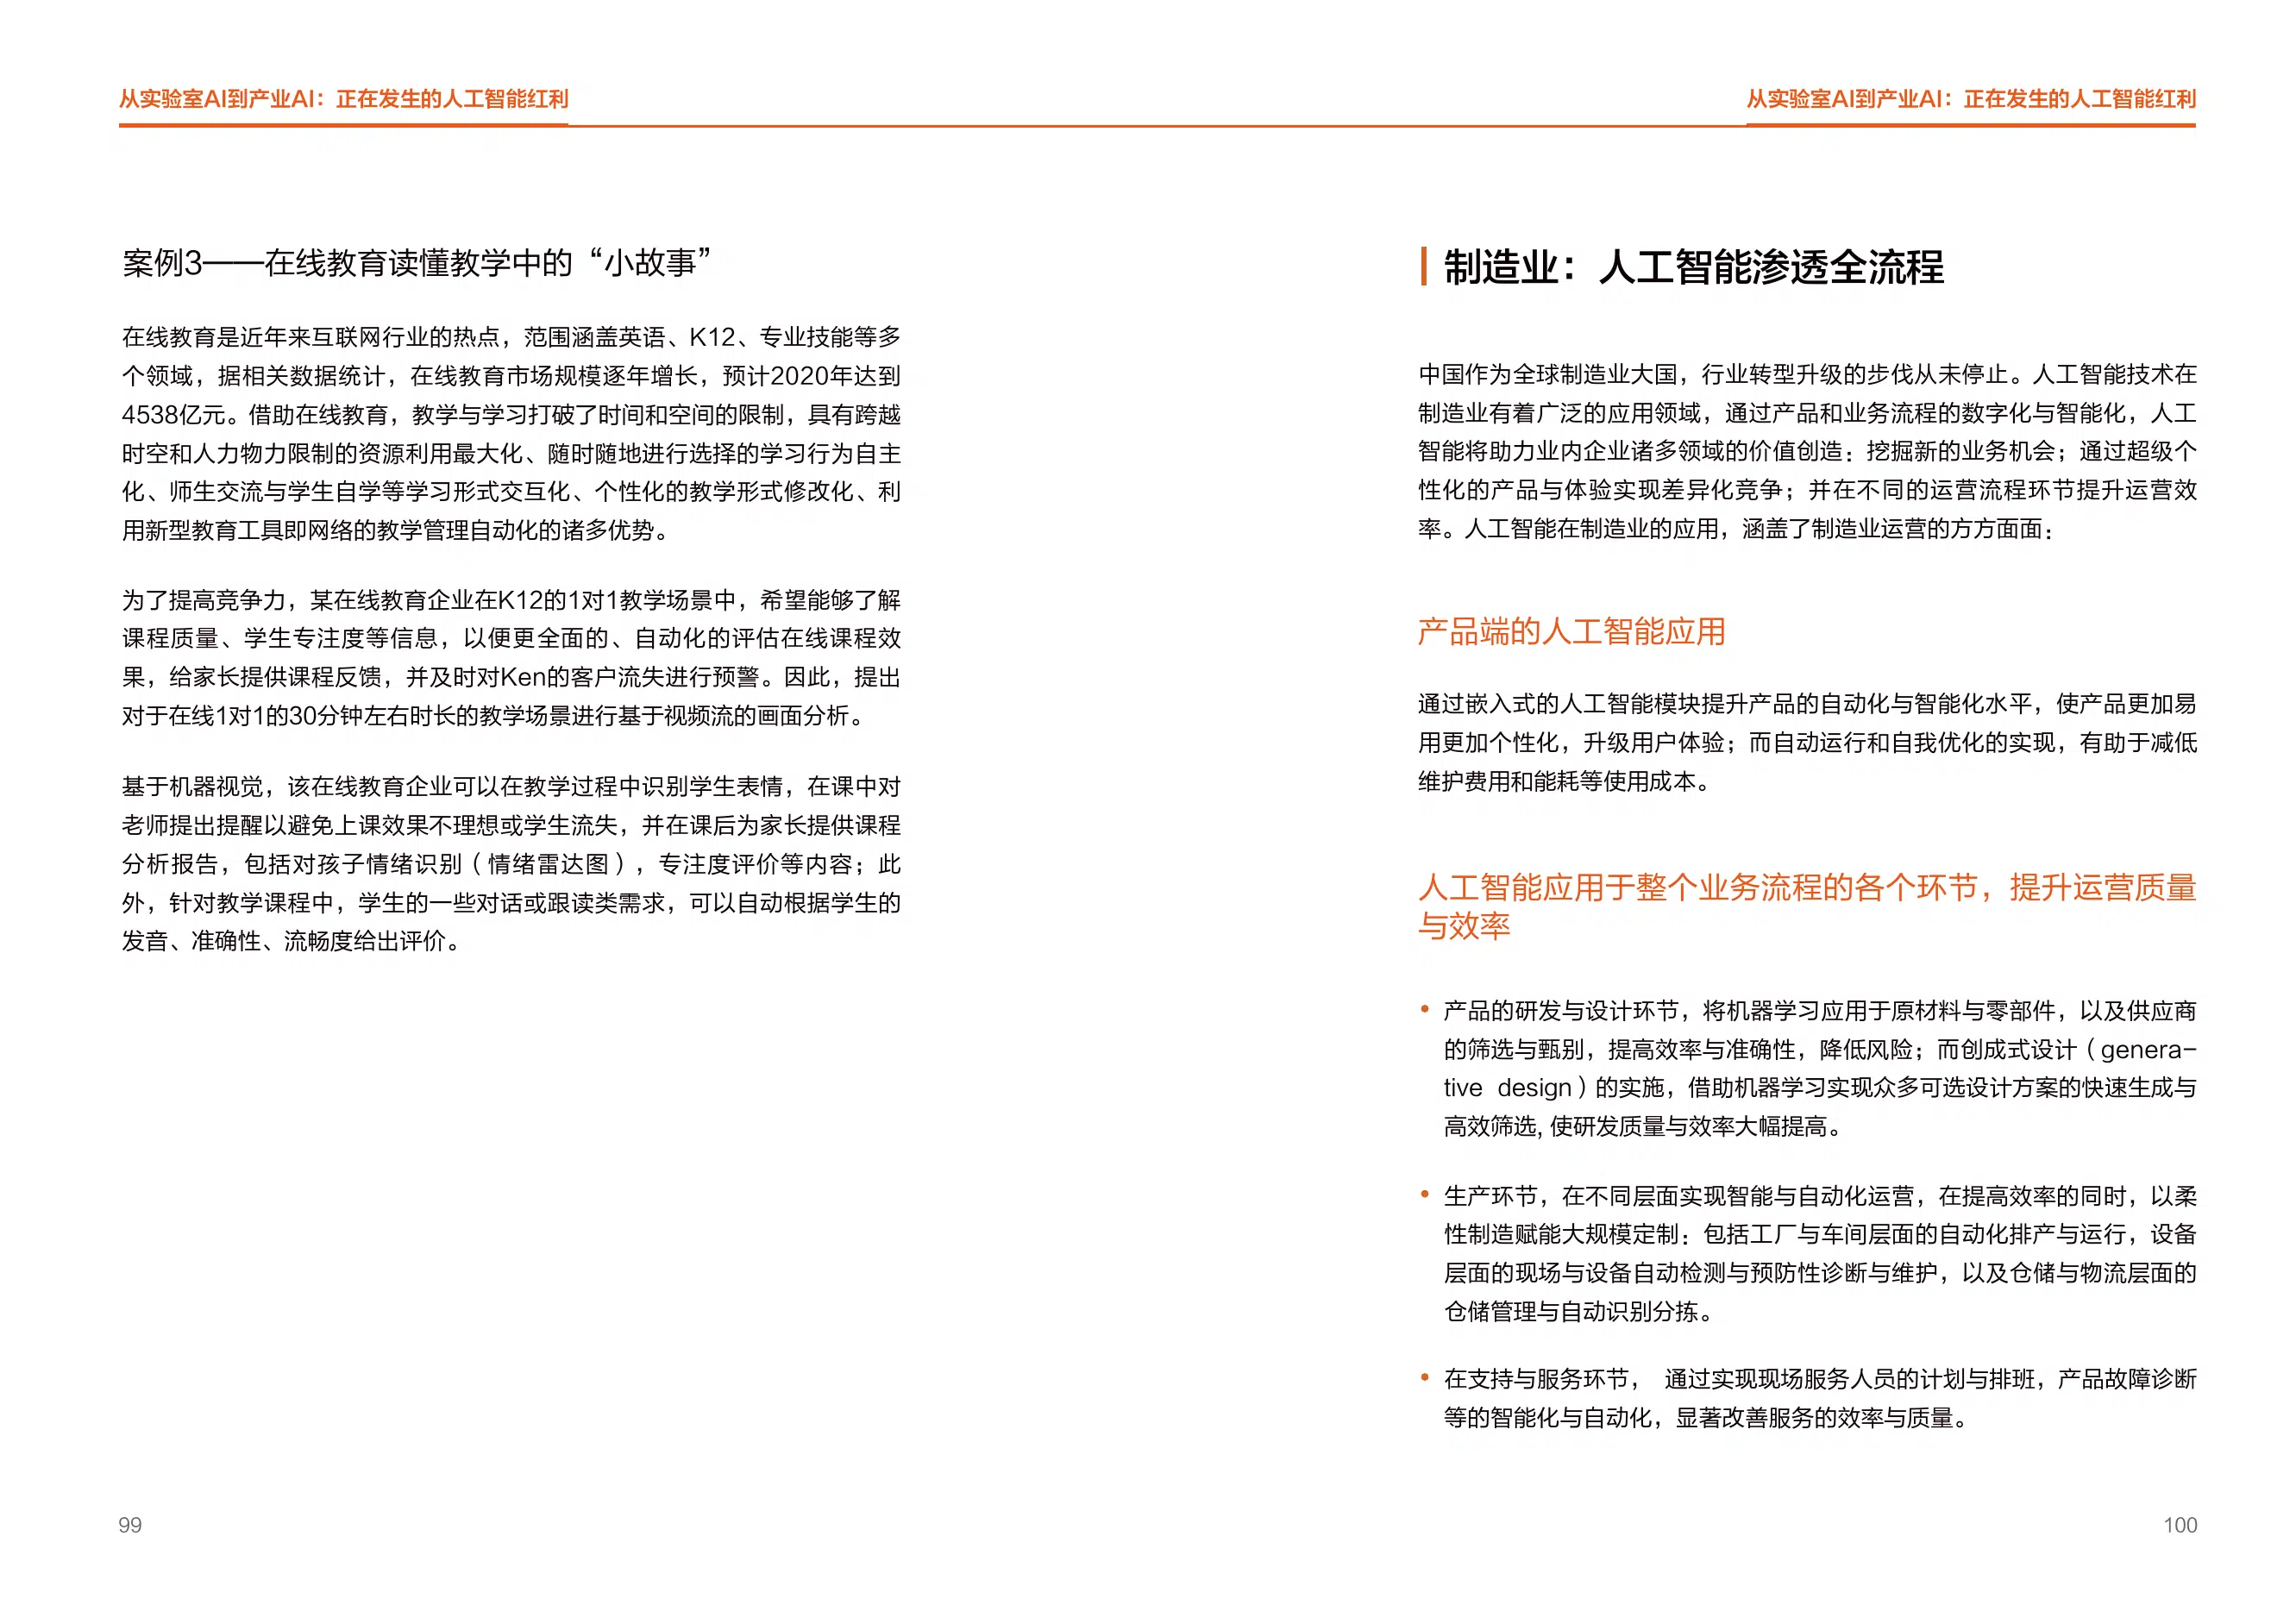 从实验室AI到产业AI：正在发生的人工智能红利
案例3——在线教育读懂教学中的“小故事”
在线教育是近年来互联网行业的热点，范围涵盖英语、K12、专业技能等多
个领域，据相关数据统计，在线教育市场规模逐年增长，预计2020年达到
4538亿元。借助在线教育，教学与学习打破了时间和空间的限制，具有跨越
时空和人力物力限制的资源利用最大化、随时随地进行选择的学习行为自主
化、师生交流与学生自学等学习形式交互化、个性化的教学形式修改化、利
用新型教育工具即网络的教学管理自动化的诸多优势。
为了提高竞争力，某在线教育企业在K12的1对1教学场景中，希望能够了解
课程质量、学生专注度等信息，以便更全面的、自动化的评估在线课程效
果，给家长提供课程反馈，并及时对Ken的客户流失进行预警。因此，提出
对于在线1对1的30分钟左右时长的教学场景进行基于视频流的画面分析。
基于机器视觉，该在线教育企业可以在教学过程中识别学生表情，在课中对
老师提出提醒以避免上课效果不理想或学生流失，并在课后为家长提供课程
分析报告，包括对孩子情绪识别（情绪雷达图），专注度评价等内容；此
外，针对教学课程中，学生的一些对话或跟读类需求，可以自动根据学生的
发音、准确性、流畅度给出评价。
99
从实验室AI到产业AI：正在发生的人工智能红利
制造业：人工智能渗透全流程
中国作为全球制造业大国，行业转型升级的步伐从未停止。人工智能技术在
制造业有着广泛的应用领域，通过产品和业务流程的数字化与智能化，人工
智能将助力业内企业诸多领域的价值创造：挖掘新的业务机会；通过超级个
性化的产品与体验实现差异化竞争；并在不同的运营流程环节提升运营效
率。人工智能在制造业的应用，涵盖了制造业运营的方方面面：
产品端的人工智能应用
通过嵌入式的人工智能模块提升产品的自动化与智能化水平，使产品更加易
用更加个性化，升级用户体验；而自动运行和自我优化的实现，有助于减低
维护费用和能耗等使用成本。
人工智能应用于整个业务流程的各个环节，提升运营质量
与效率
• 产品的研发与设计环节，将机器学习应用于原材料与零部件，以及供应商
的筛选与甄别，提高效率与准确性，降低风险；而创成式设计（genera-
tive design）的实施，借助机器学习实现众多可选设计方案的快速生成与
高效筛选, 使研发质量与效率大幅提高。
• 生产环节，在不同层面实现智能与自动化运营，在提高效率的同时，以柔
性制造赋能大规模定制：包括工厂与车间层面的自动化排产与运行，设备
层面的现场与设备自动检测与预防性诊断与维护，以及仓储与物流层面的
仓储管理与自动识别分拣。
• 在支持与服务环节， 通过实现现场服务人员的计划与排班，产品故障诊断
等的智能化与自动化，显著改善服务的效率与质量。
100